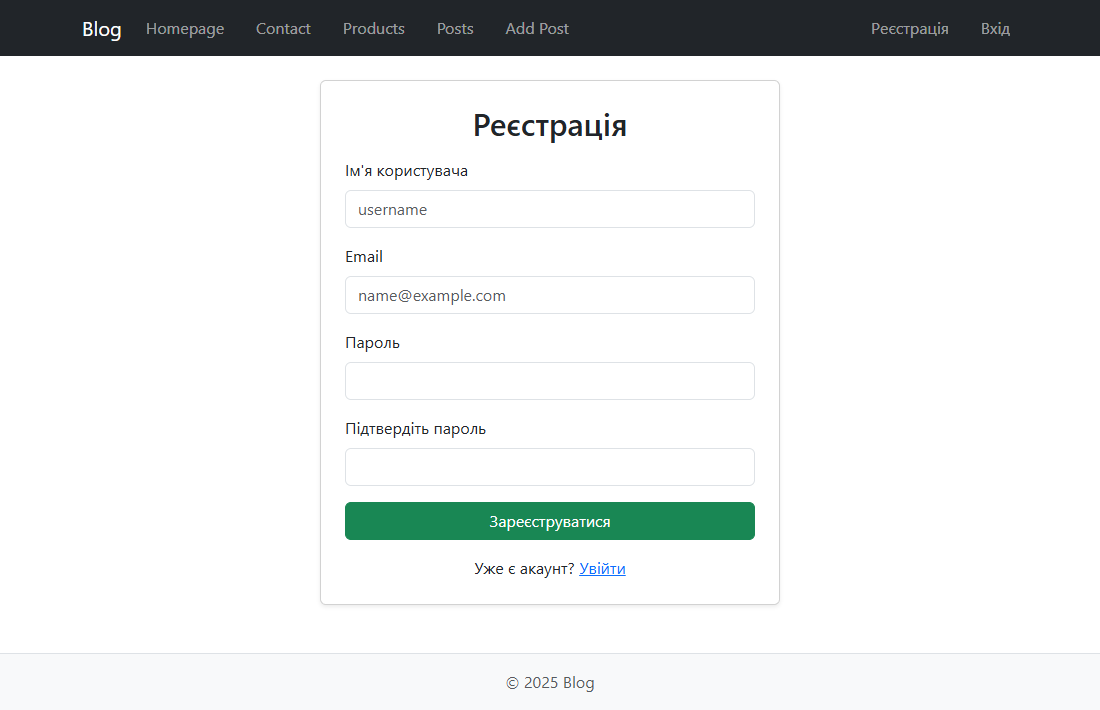 Blog Homepage Contact Products Posts Add Post Реєстрація Вхід
Реєстрація
Ім'я користувача
username
Email
name@example.com
Пароль
Підтвердіть пароль
Зареєструватися
Уже є акаунт? Увійти
© 2025 Blog